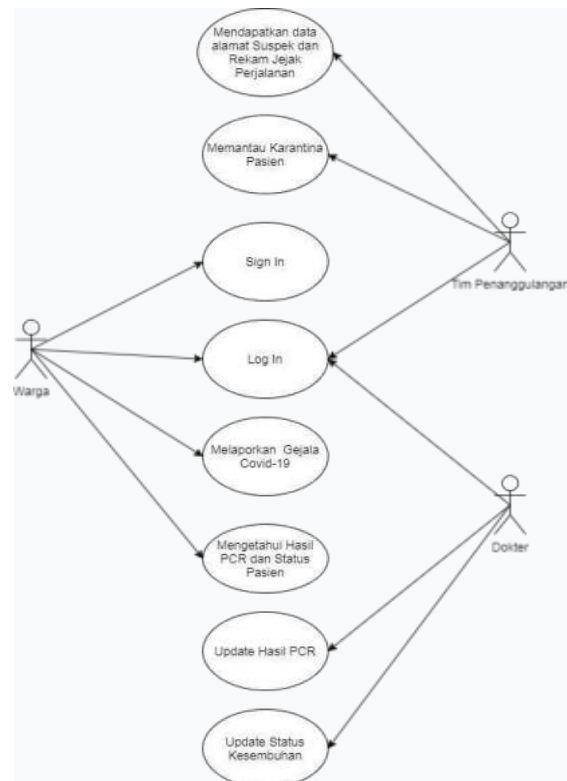 Mendapatkan data
alamat Suspek dan
Rekam Jejak
Perjalanan
Memantau Karantina
Pasien
Sign In
Tim Penanggulangan
Log In
Warga
Melaporkan Gejala
Covid-19
Mengetahui Hasil
PCR dan Status
Pasien
Dokter
Update Hasil PCR
Update Status
Kesembuhan